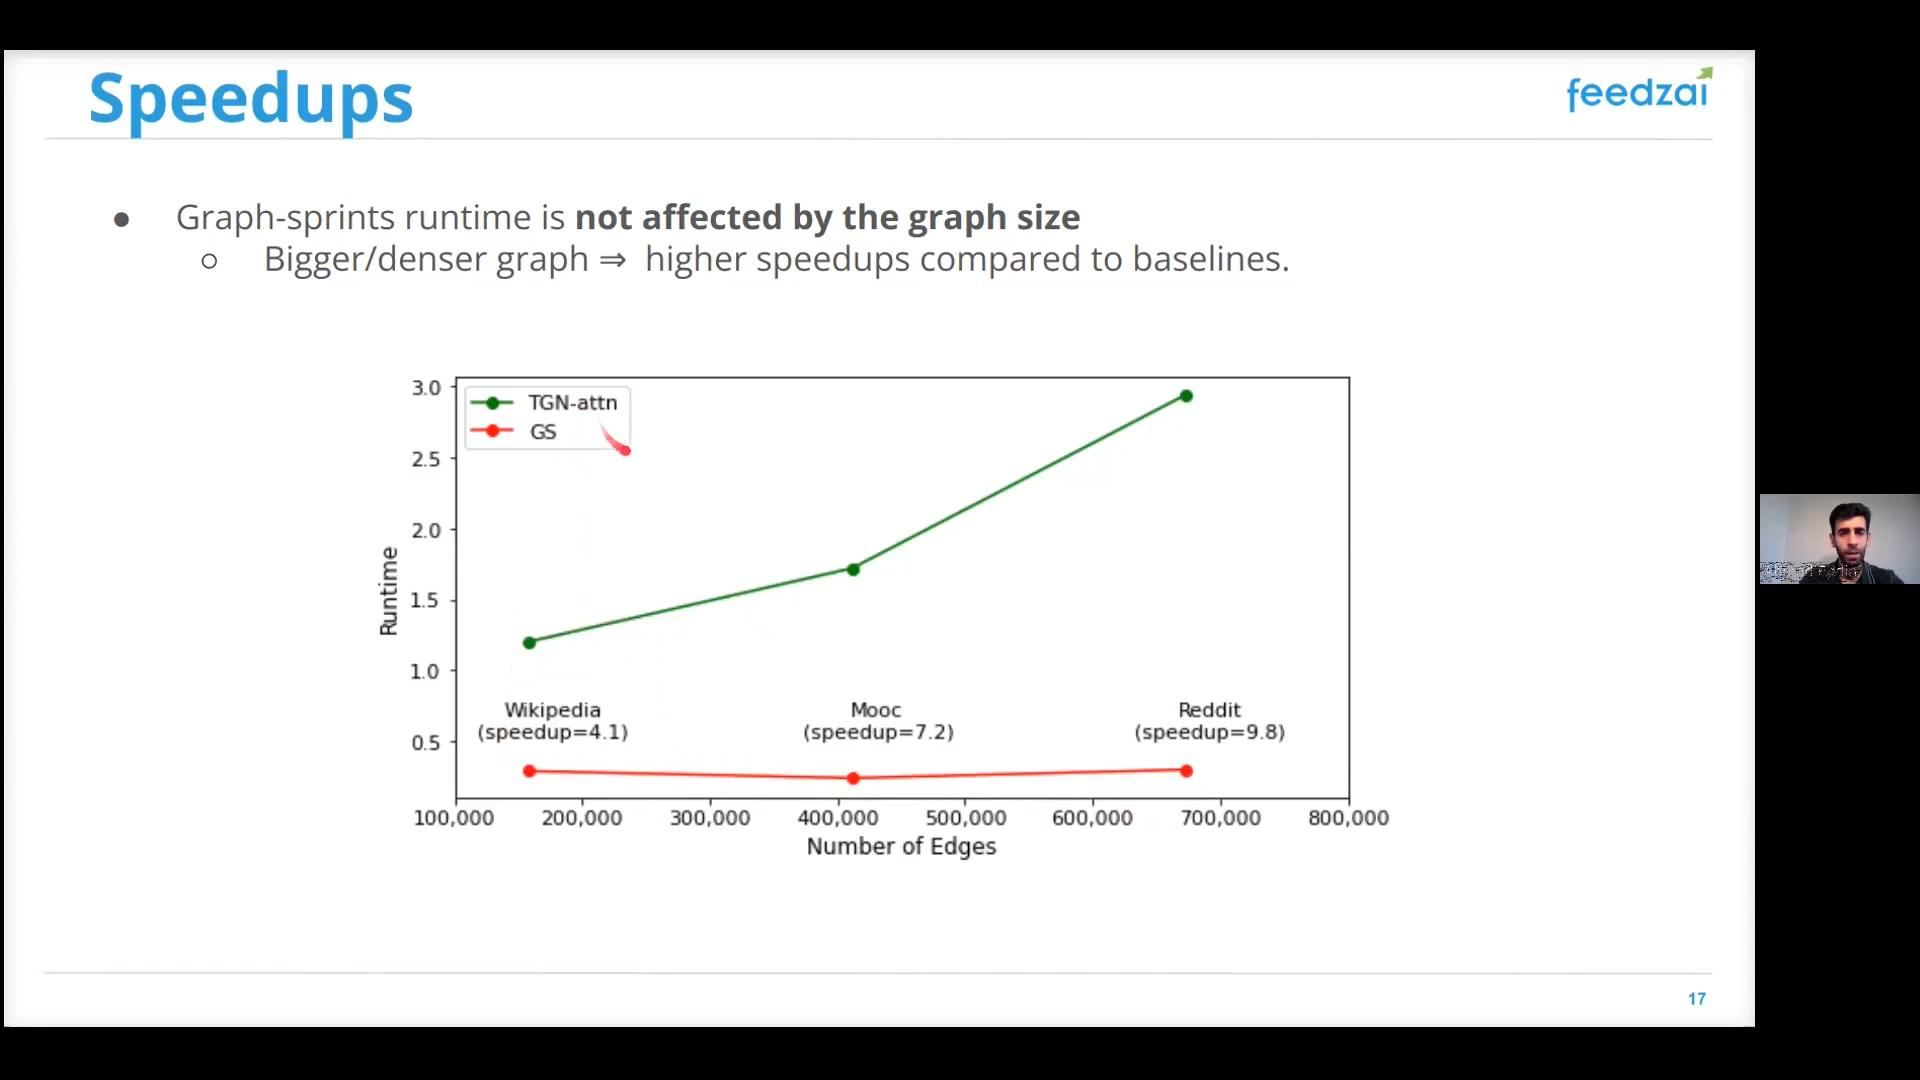 Speedups
feedzai
● Graph-sprints runtime is not affected by the graph size
○ Bigger/denser graph ⇒ higher speedups compared to baselines.
TGN-attn
GS
3.0
2.5
2.0
1.5
1.0
0.5
Runtime
Wikipedia
(speedup=4.1)
Mooc
(speedup=7.2)
Reddit
(speedup=9.8)
100,000 200,000 300,000 400,000 500,000 600,000 700,000 800,000
Number of Edges
17